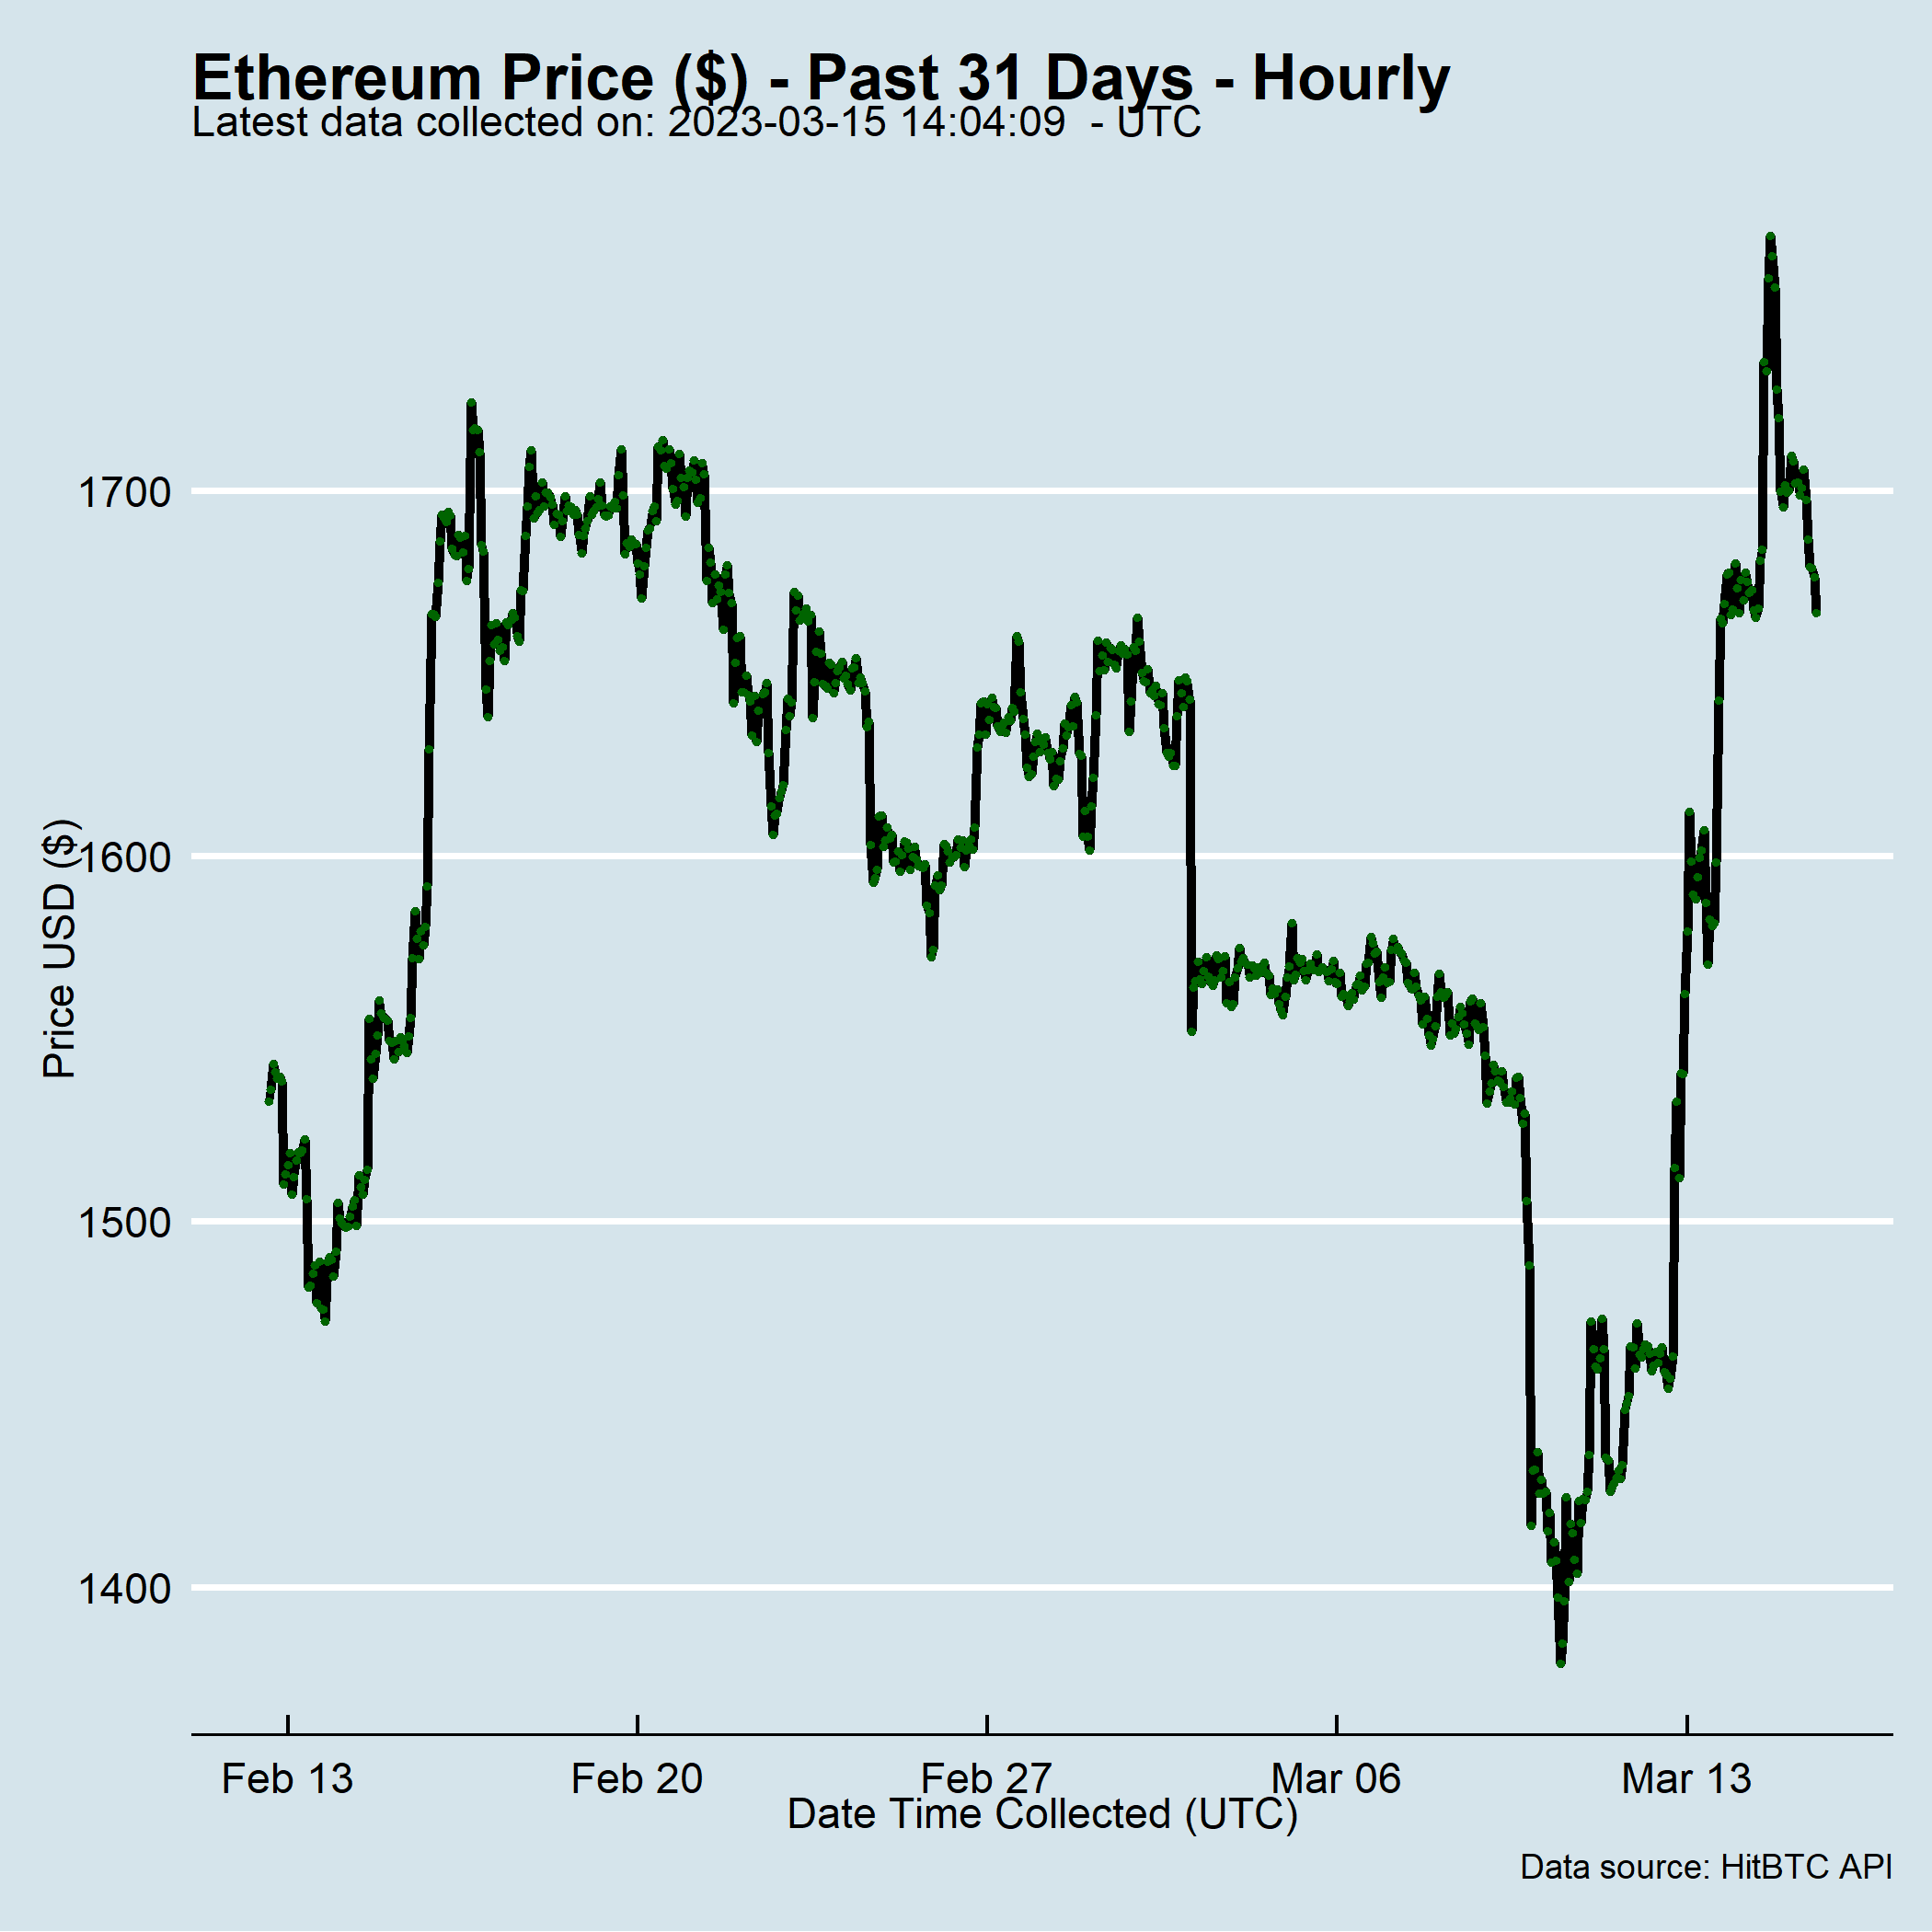 Ethereum Price ($) - Past 31 Days - Hourly
Latest data collected on: 2023-03-15 14:04:09  - UTC
Price USD ($)
1700
1600
1500
1400
Feb 13 Feb 20 Feb 27 Mar 06 Mar 13
Date Time Collected (UTC)
Data source: HitBTC API